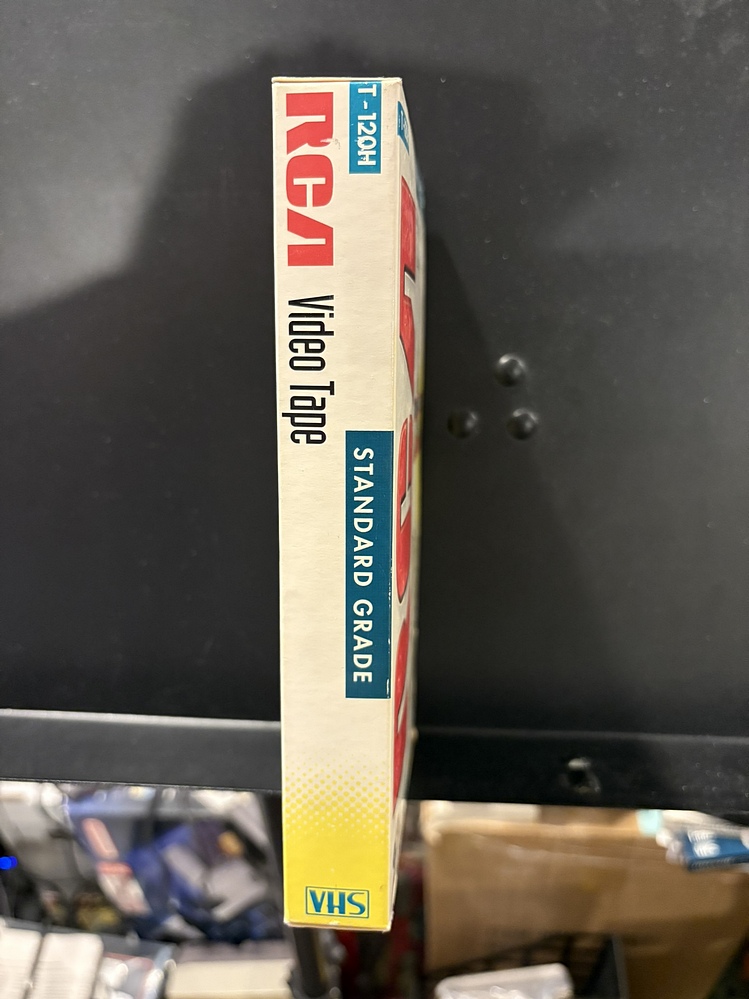 T-120H
RCA
Video Tape
STANDARD GRADE
VHS